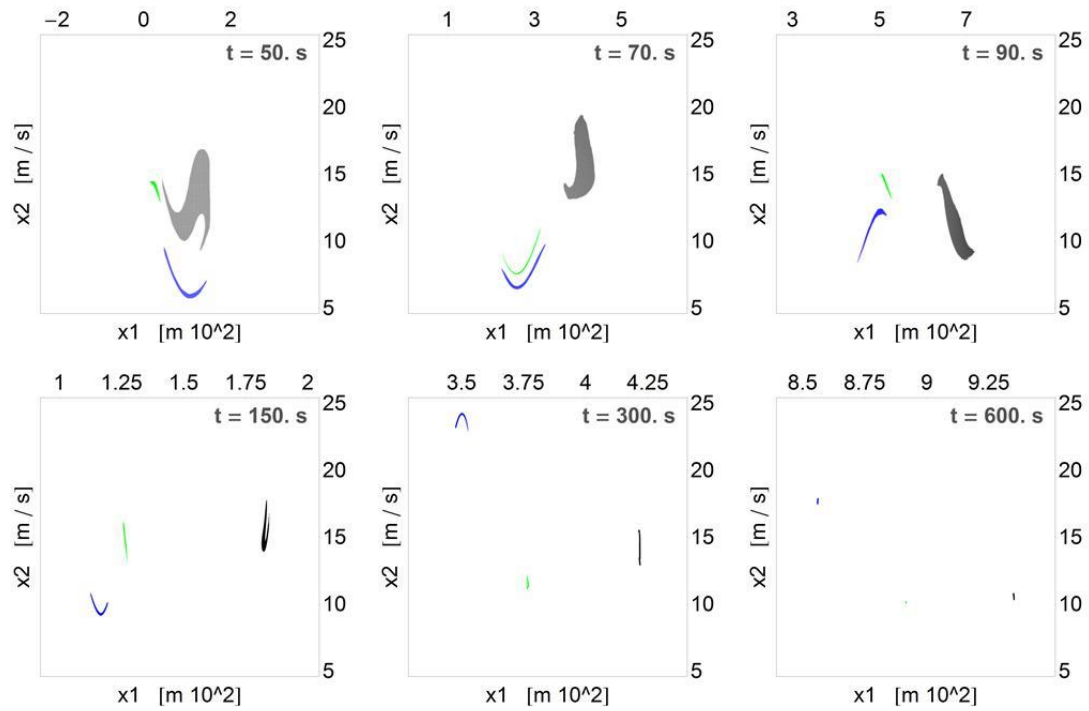 −2 0 2
1 3 5
3 5 7
t = 50. s
t = 70. s
t = 90. s
25
20
15
10
5
25
20
15
10
5
25
20
15
10
5
x2 [m / s]
x2 [m / s]
x2 [m / s]
x1 [m 10^2]
x1 [m 10^2]
x1 [m 10^2]
1 1.25 1.5 1.75 2
3.5 3.75 4 4.25
8.5 8.75 9 9.25
t = 150. s
t = 300. s
t = 600. s
25
20
15
10
5
25
20
15
10
5
25
20
15
10
5
x2 [m / s]
x2 [m / s]
x2 [m / s]
x1 [m 10^2]
x1 [m 10^2]
x1 [m 10^2]